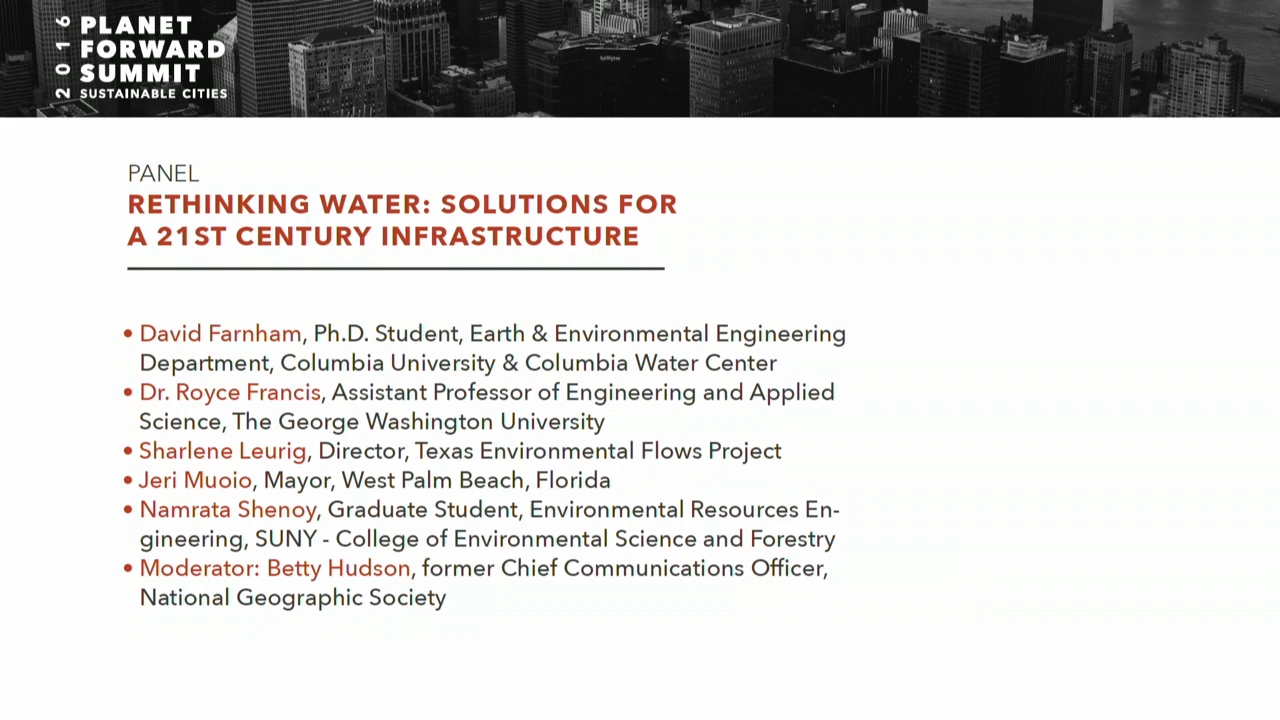 2016
PLANET
FORWARD
SUMMIT
SUSTAINABLE CITIES
PANEL
RETHINKING WATER: SOLUTIONS FOR
A 21ST CENTURY INFRASTRUCTURE
• David Farnham, Ph.D. Student, Earth & Environmental Engineering
Department, Columbia University & Columbia Water Center
• Dr. Royce Francis, Assistant Professor of Engineering and Applied
Science, The George Washington University
• Sharlene Leurig, Director, Texas Environmental Flows Project
• Jeri Muoio, Mayor, West Palm Beach, Florida
• Namrata Shenoy, Graduate Student, Environmental Resources En-
gineering, SUNY - College of Environmental Science and Forestry
• Moderator: Betty Hudson, former Chief Communications Officer,
National Geographic Society